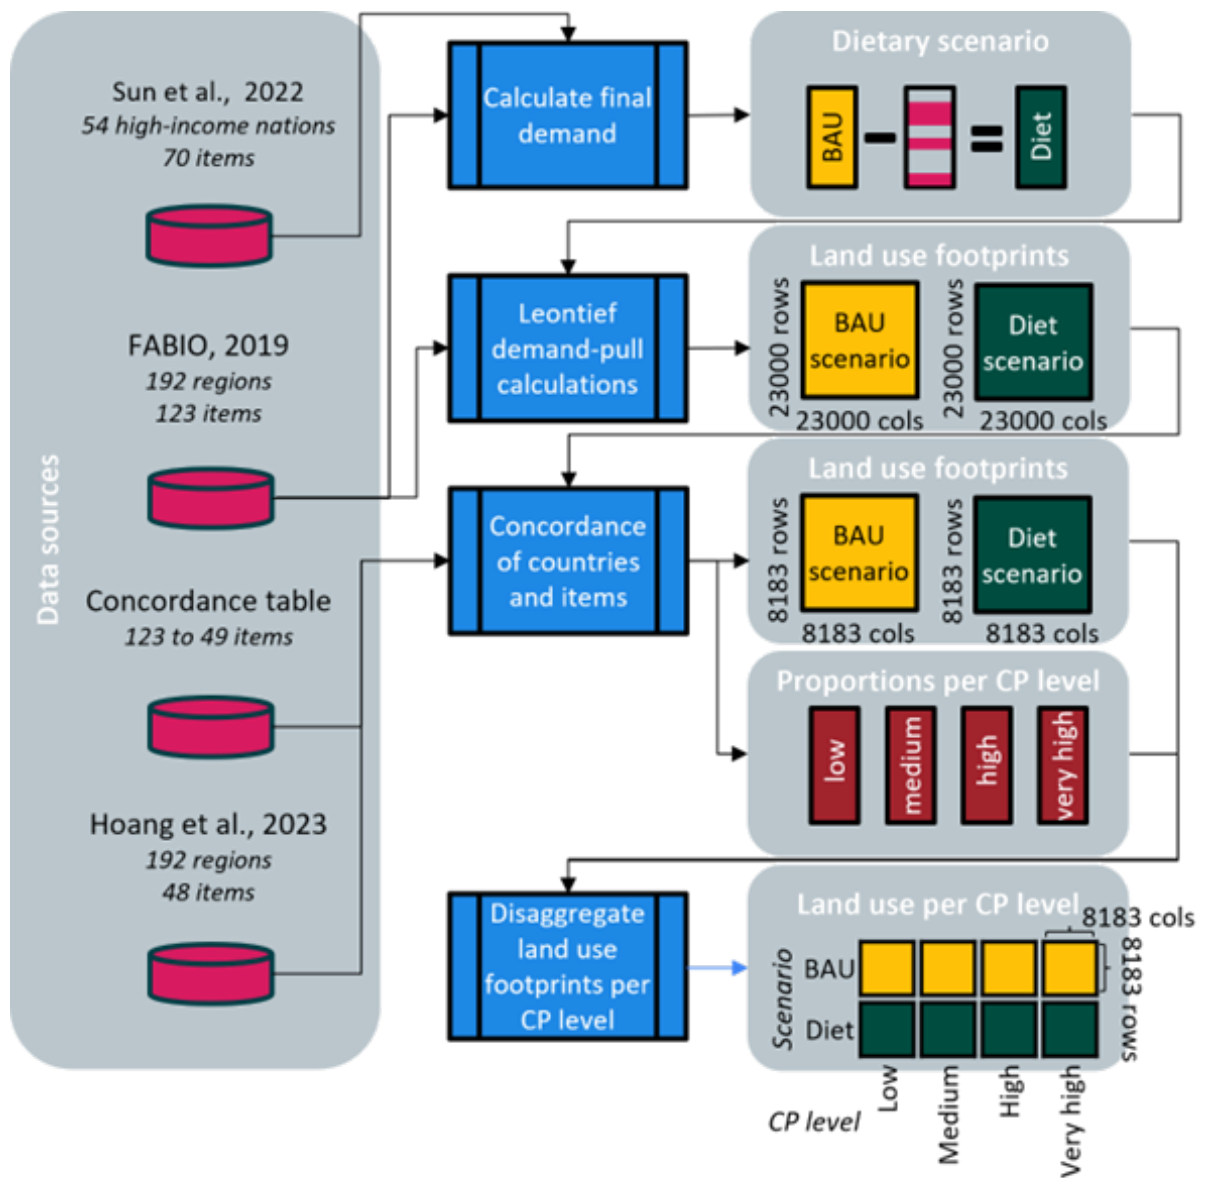 Data sources
Sun et al., 2022
54 high-income nations
70 items
FABIO, 2019
192 regions
123 items
Concordance table
123 to 49 items
Hoang et al., 2023
192 regions
48 items
Calculate final
demand
Dietary scenario
BAU
Diet
Leontief
demand-pull
calculations
Land use footprints
23000 rows
BAU
scenario
23000 cols
23000 rows
Diet
scenario
23000 cols
Concordance
of countries
and items
Land use footprints
8183 rows
BAU
scenario
8183 cols
8183 rows
Diet
scenario
8183 cols
Proportions per CP level
low
medium
high
very high
Disaggregate
land use
footprints per
CP level
Land use per CP level
8183 cols
8183 rows
Scenario
BAU
Diet
CP level
Low
Medium
High
Very high